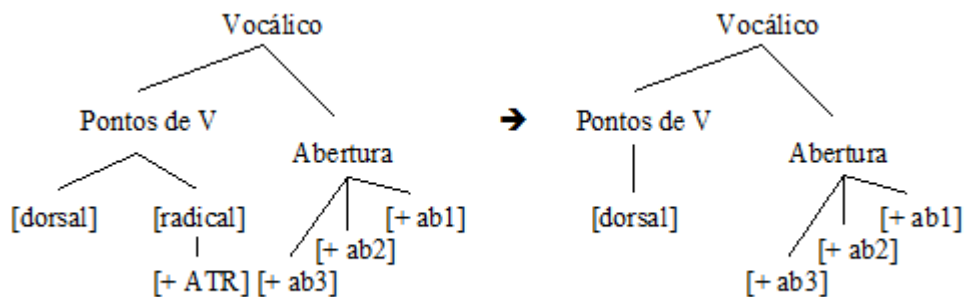 Vocálico
Pontos de V
Abertura
[dorsal] [radical] [+ ab1]
[+ ab2]
[+ ATR] [+ ab3]
➔
Vocálico
Pontos de V
Abertura
[dorsal] [+ ab1]
[+ ab2]
[+ ab3]